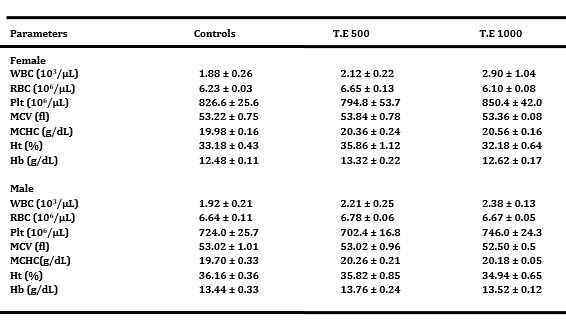 Parameters Controls T.E 500 T.E 1000
Female
WBC (10³/µL) 1.88 ± 0.26 2.12 ± 0.22 2.90 ± 1.04
RBC (10⁶/µL) 6.23 ± 0.03 6.65 ± 0.13 6.10 ± 0.08
Plt (10⁶/µL) 826.6 ± 25.6 794.8 ± 53.7 850.4 ± 42.0
MCV (fl) 53.22 ± 0.75 53.84 ± 0.78 53.36 ± 0.08
MCHC (g/dL) 19.98 ± 0.16 20.36 ± 0.24 20.56 ± 0.16
Ht (%) 33.18 ± 0.43 35.86 ± 1.12 32.18 ± 0.64
Hb (g/dL) 12.48 ± 0.11 13.32 ± 0.22 12.62 ± 0.17
Male
WBC (10³/µL) 1.92 ± 0.21 2.21 ± 0.25 2.38 ± 0.13
RBC (10⁶/µL) 6.64 ± 0.11 6.78 ± 0.06 6.67 ± 0.05
Plt (10⁶/µL) 724.0 ± 25.7 702.4 ± 16.8 746.0 ± 24.3
MCV (fl) 53.02 ± 1.01 53.02 ± 0.96 52.50 ± 0.5
MCHC(g/dL) 19.70 ± 0.33 20.26 ± 0.21 20.18 ± 0.05
Ht (%) 36.16 ± 0.36 35.82 ± 0.85 34.94 ± 0.65
Hb (g/dL) 13.44 ± 0.33 13.76 ± 0.24 13.52 ± 0.12